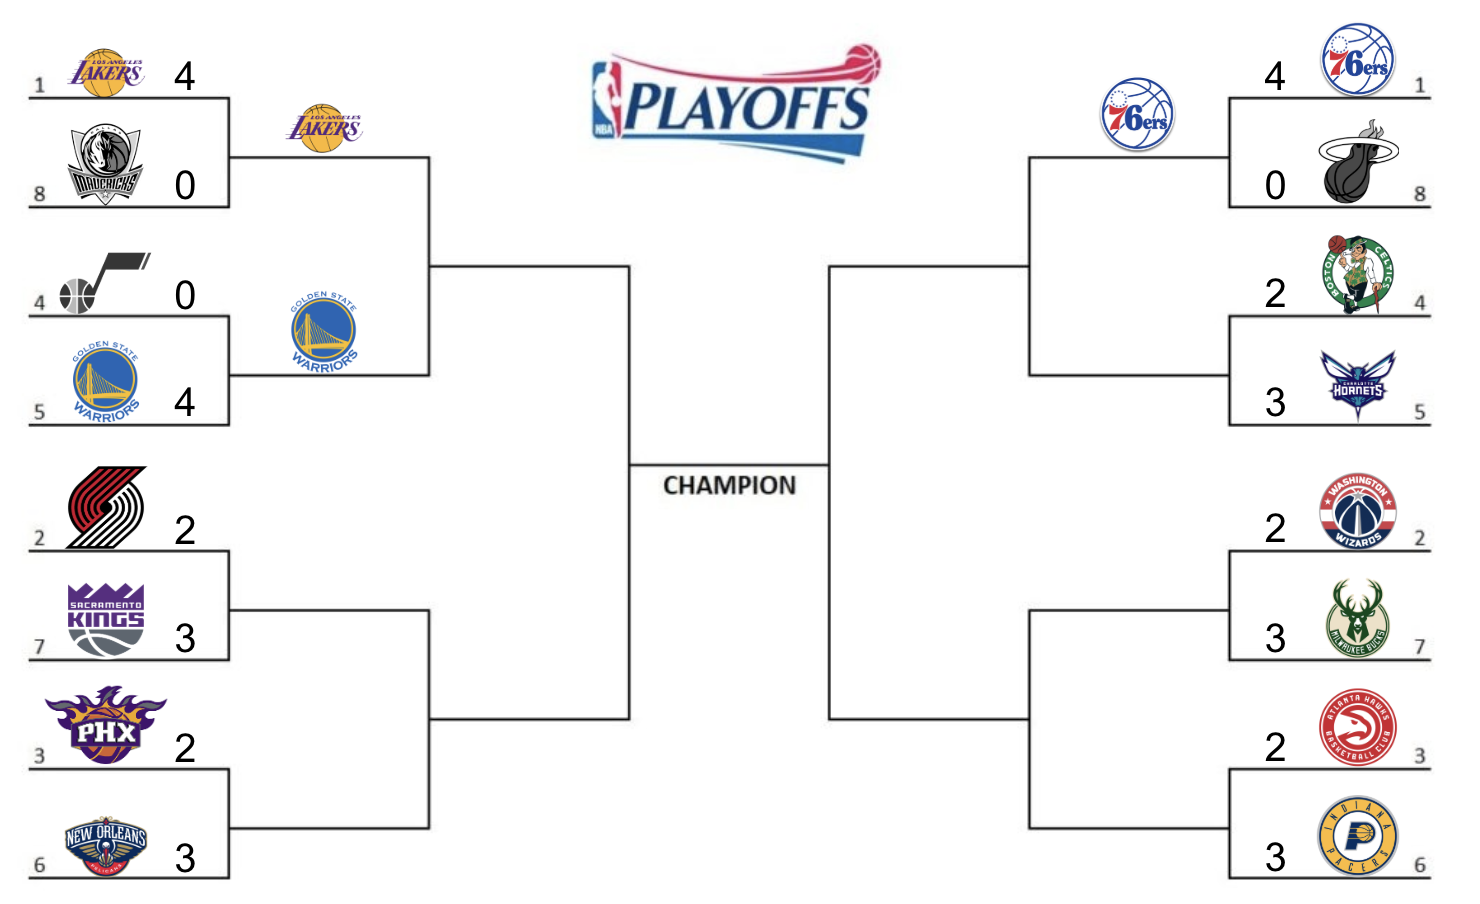 1
LOS ANGELES
LAKERS
4
8
DALLAS
MAVERICKS
0
4
0
5
GOLDEN STATE
WARRIORS
4
2
2
7
SACRAMENTO
KINGS
3
3
PHX
2
6
NEW ORLEANS
PELICANS
3
LOS ANGELES
LAKERS
GOLDEN STATE
WARRIORS
NBA
PLAYOFFS
CHAMPION
76ers
4
76ers
1
0
8
2
BOSTON CELTICS
4
3
CHARLOTTE
HORNETS
5
2
WASHINGTON
WIZARDS
2
3
MILWAUKEE BUCKS
7
2
ATLANTA HAWKS
BASKETBALL CLUB
3
3
INDIANA
P
PACERS
6